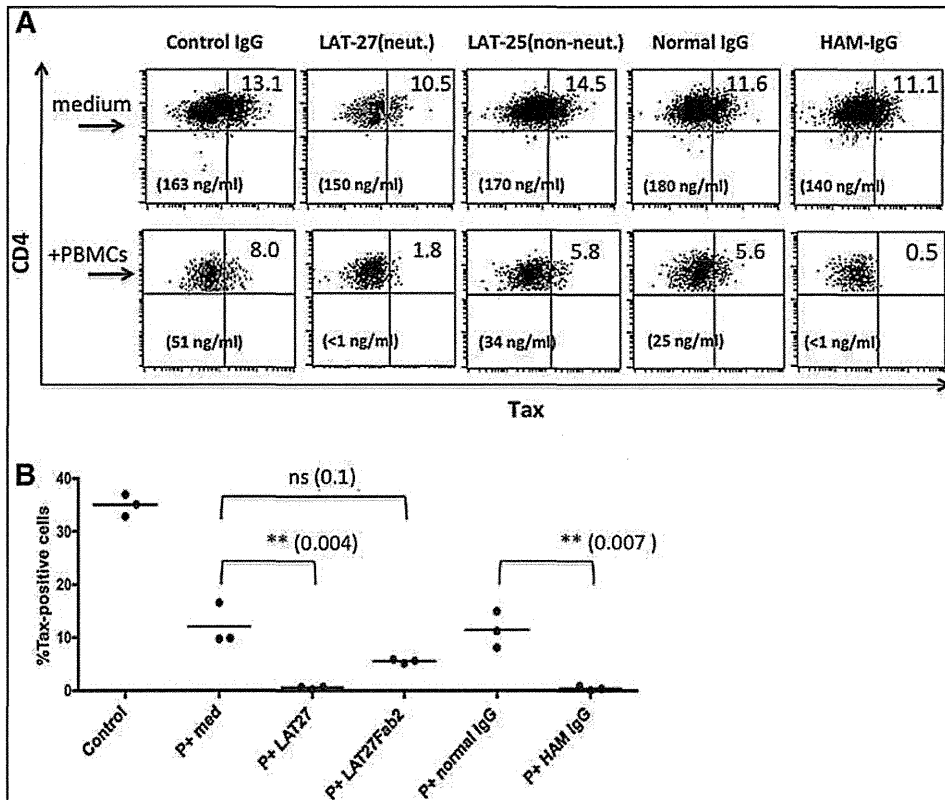 A
Control IgG LAT-27(neut.) LAT-25(non-neut.) Normal IgG HAM-IgG
medium
13.1 10.5 14.5 11.6 11.1
(163 ng/ml) (150 ng/ml) (170 ng/ml) (180 ng/ml) (140 ng/ml)
CD4
+PBMCs
8.0 1.8 5.8 5.6 0.5
(51 ng/ml) (<1 ng/ml) (34 ng/ml) (25 ng/ml) (<1 ng/ml)
Tax
B
%Tax-positive cells
40
30
20
10
0
ns (0.1)
** (0.004)
** (0.007 )
Control
P+ med
P+ LAT27
P+ LAT27Fab2
P+ normal IgG
P+ HAM IgG